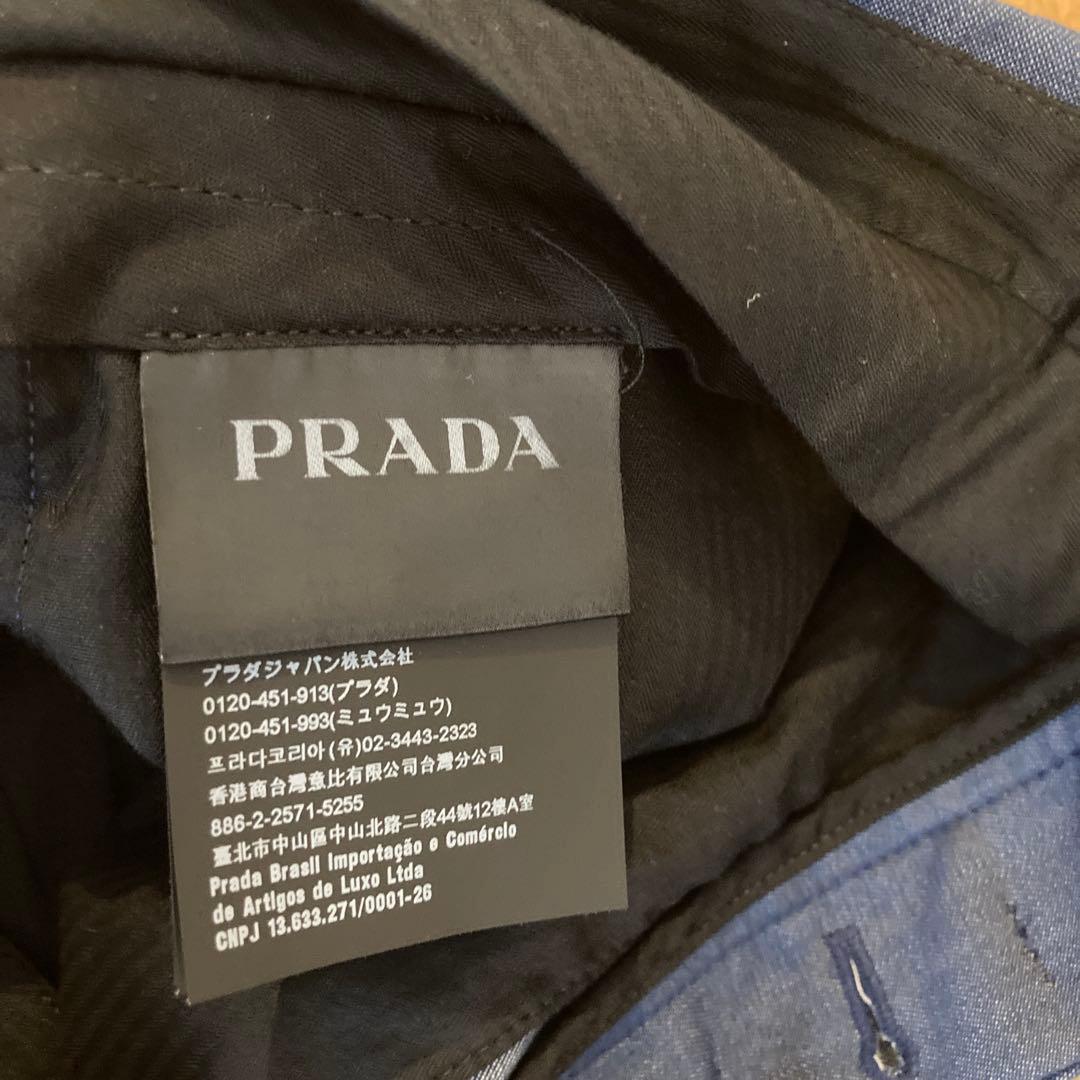 PRADA
プラダジャパン株式会社
0120-451-913(プラダ)
0120-451-993(ミュウミュウ)
프라다코리아(유)02-3443-2323
香港商台灣意比有限公司台灣分公司
886-2-2571-5255
臺北市中山區中山北路二段44號12樓A室
Prada Brasil Importação e Comércio
de Artigos de Luxo Ltda
CNPJ 13.633.271/0001-26